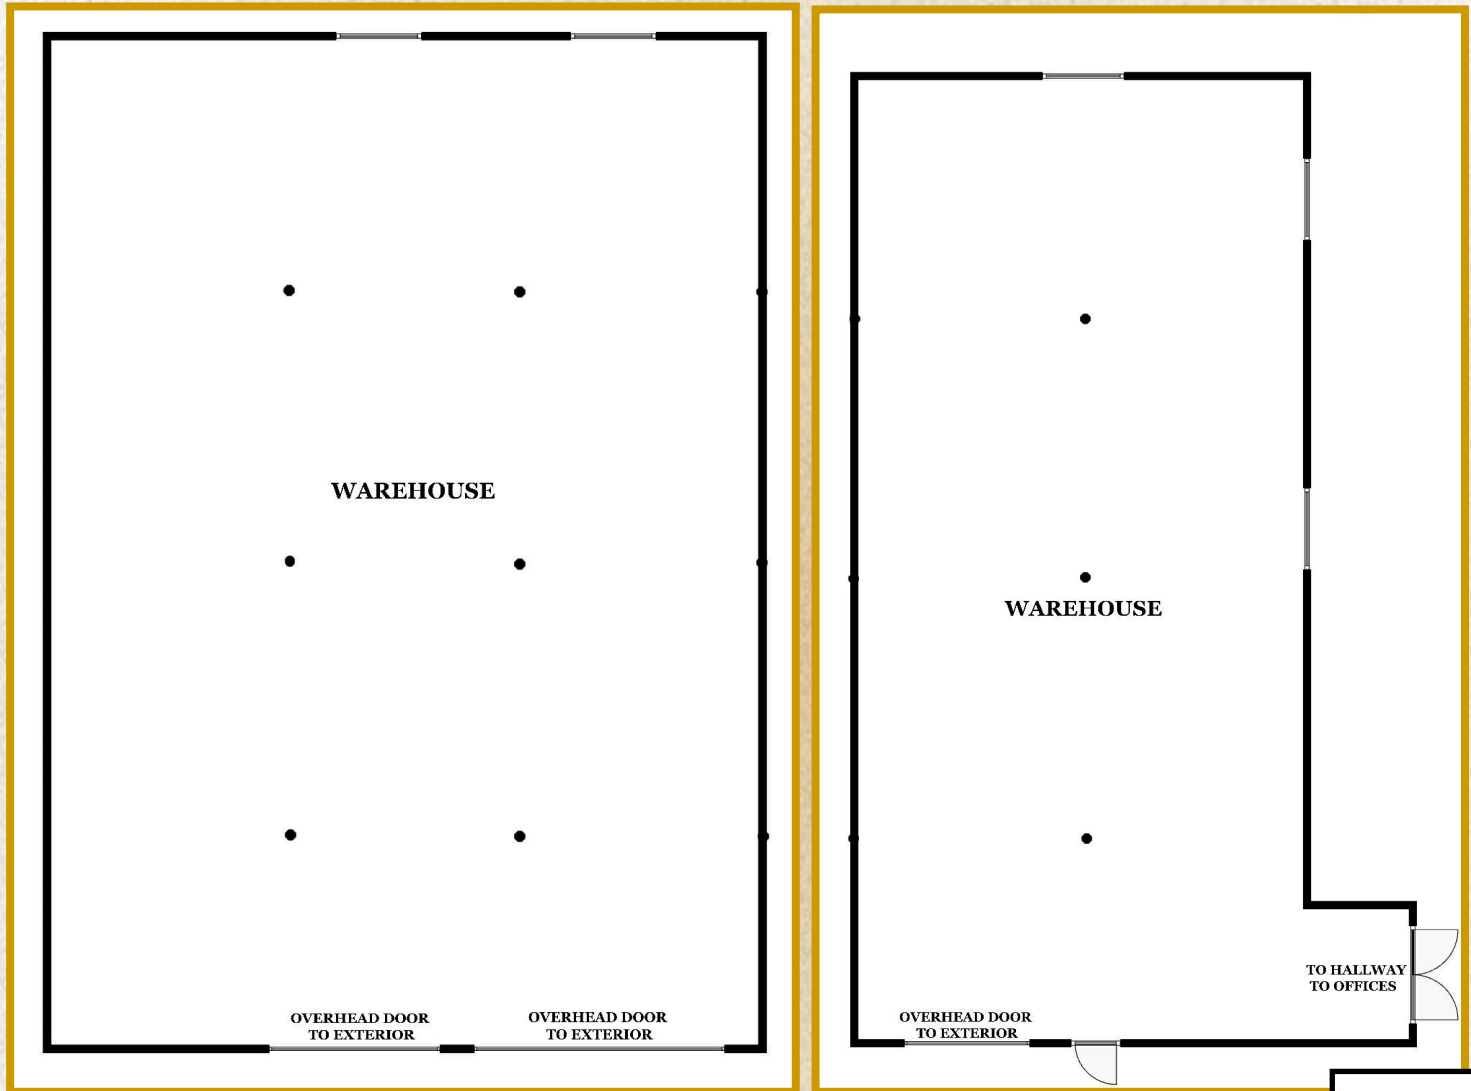 WAREHOUSE
OVERHEAD DOOR
TO EXTERIOR
OVERHEAD DOOR
TO EXTERIOR
WAREHOUSE
TO HALLWAY
TO OFFICES
OVERHEAD DOOR
TO EXTERIOR